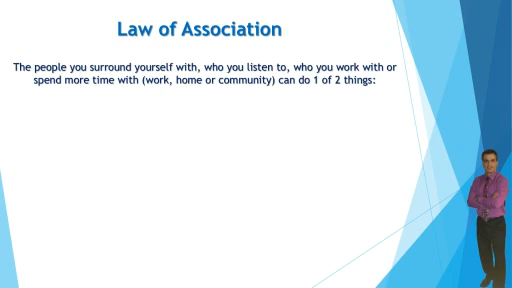 Law of Association
The people you surround yourself with, who you listen to, who you work with or
spend more time with (work, home or community) can do 1 of 2 things: